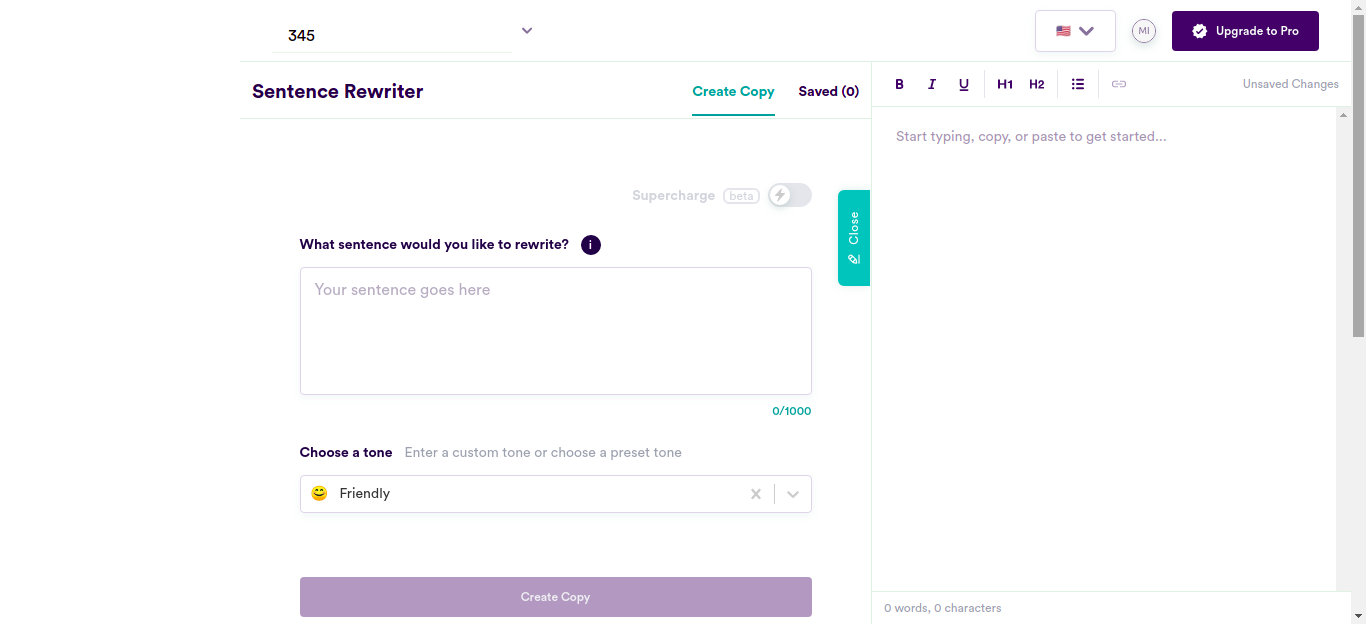 345
MI
Upgrade to Pro
Sentence Rewriter
Create Copy
Saved (0)
B I U H1 H2
Unsaved Changes
Start typing, copy, or paste to get started...
Supercharge beta
Close
What sentence would you like to rewrite? i
Your sentence goes here
0/1000
Choose a tone Enter a custom tone or choose a preset tone
Friendly
Create Copy
0 words, 0 characters